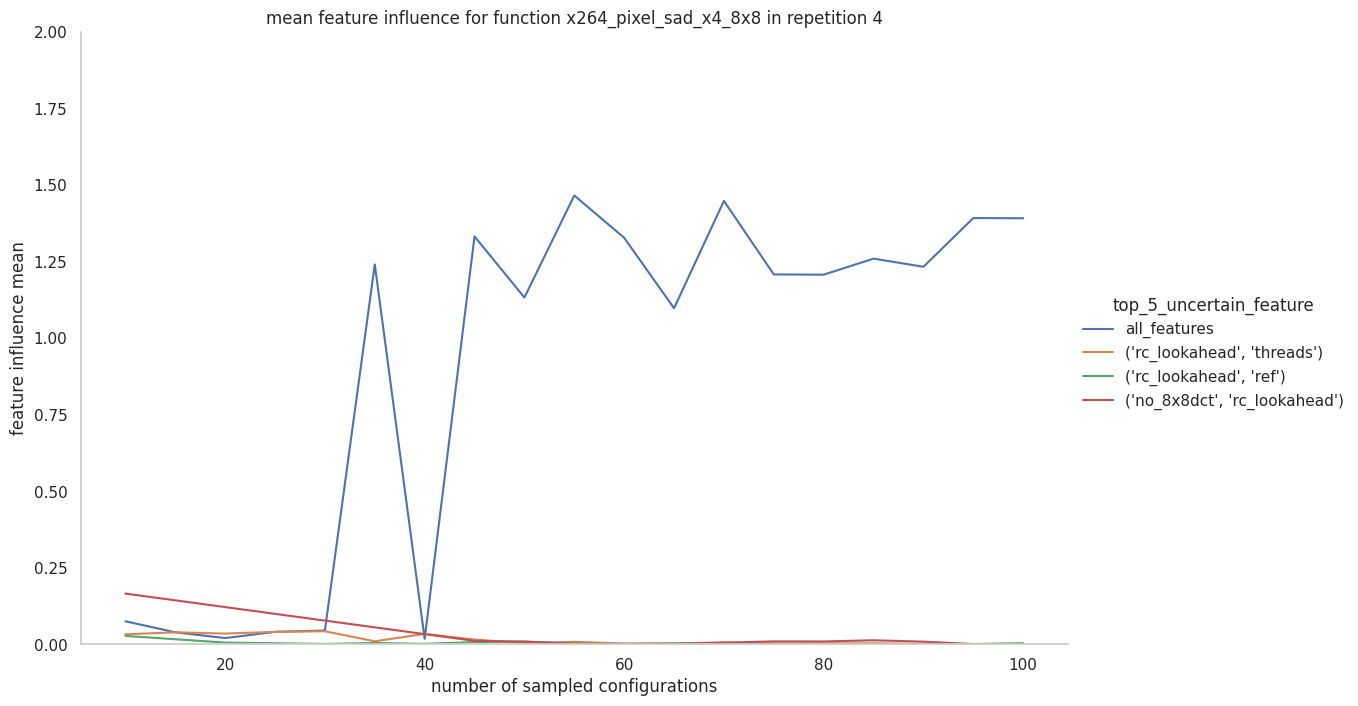 mean feature influence for function x264_pixel_sad_x4_8x8 in repetition 4
2.00
1.75
1.50
1.25
1.00
0.75
0.50
0.25
0.00
feature influence mean
20
40
60
80
100
number of sampled configurations
top_5_uncertain_feature
all_features
('rc_lookahead', 'threads')
('rc_lookahead', 'ref')
('no_8x8dct', 'rc_lookahead')